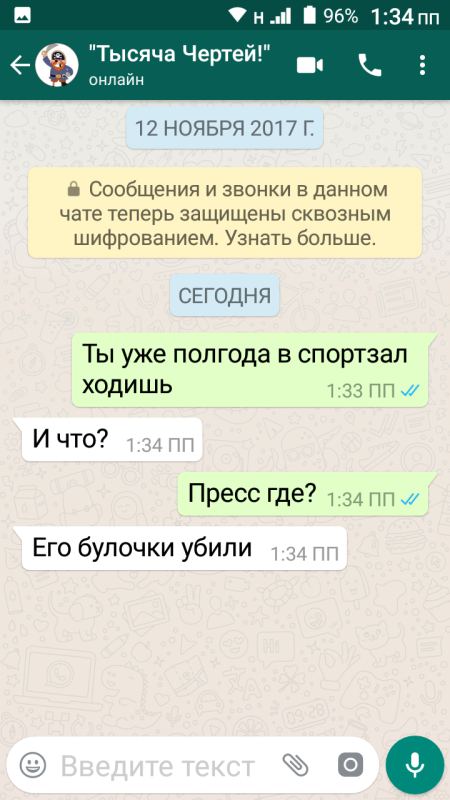 Н 96% 1:34 ПП
"Тысяча Чертей!"
онлайн
12 НОЯБРЯ 2017 Г.
Сообщения и звонки в данном
чате теперь защищены сквозным
шифрованием. Узнать больше.
СЕГОДНЯ
Ты уже полгода в спортзал
ходишь 1:33 ПП
И что? 1:34 ПП
Пресс где? 1:34 ПП
Его булочки убили 1:34 ПП
Введите текст